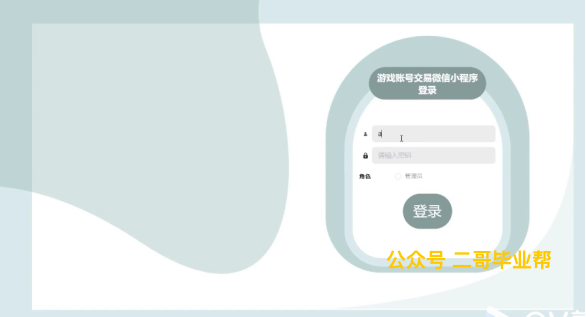 游戏账号交易微信小程序
登录
a
请输入密码
角色
管理员
登录
公众号 二哥毕业帮